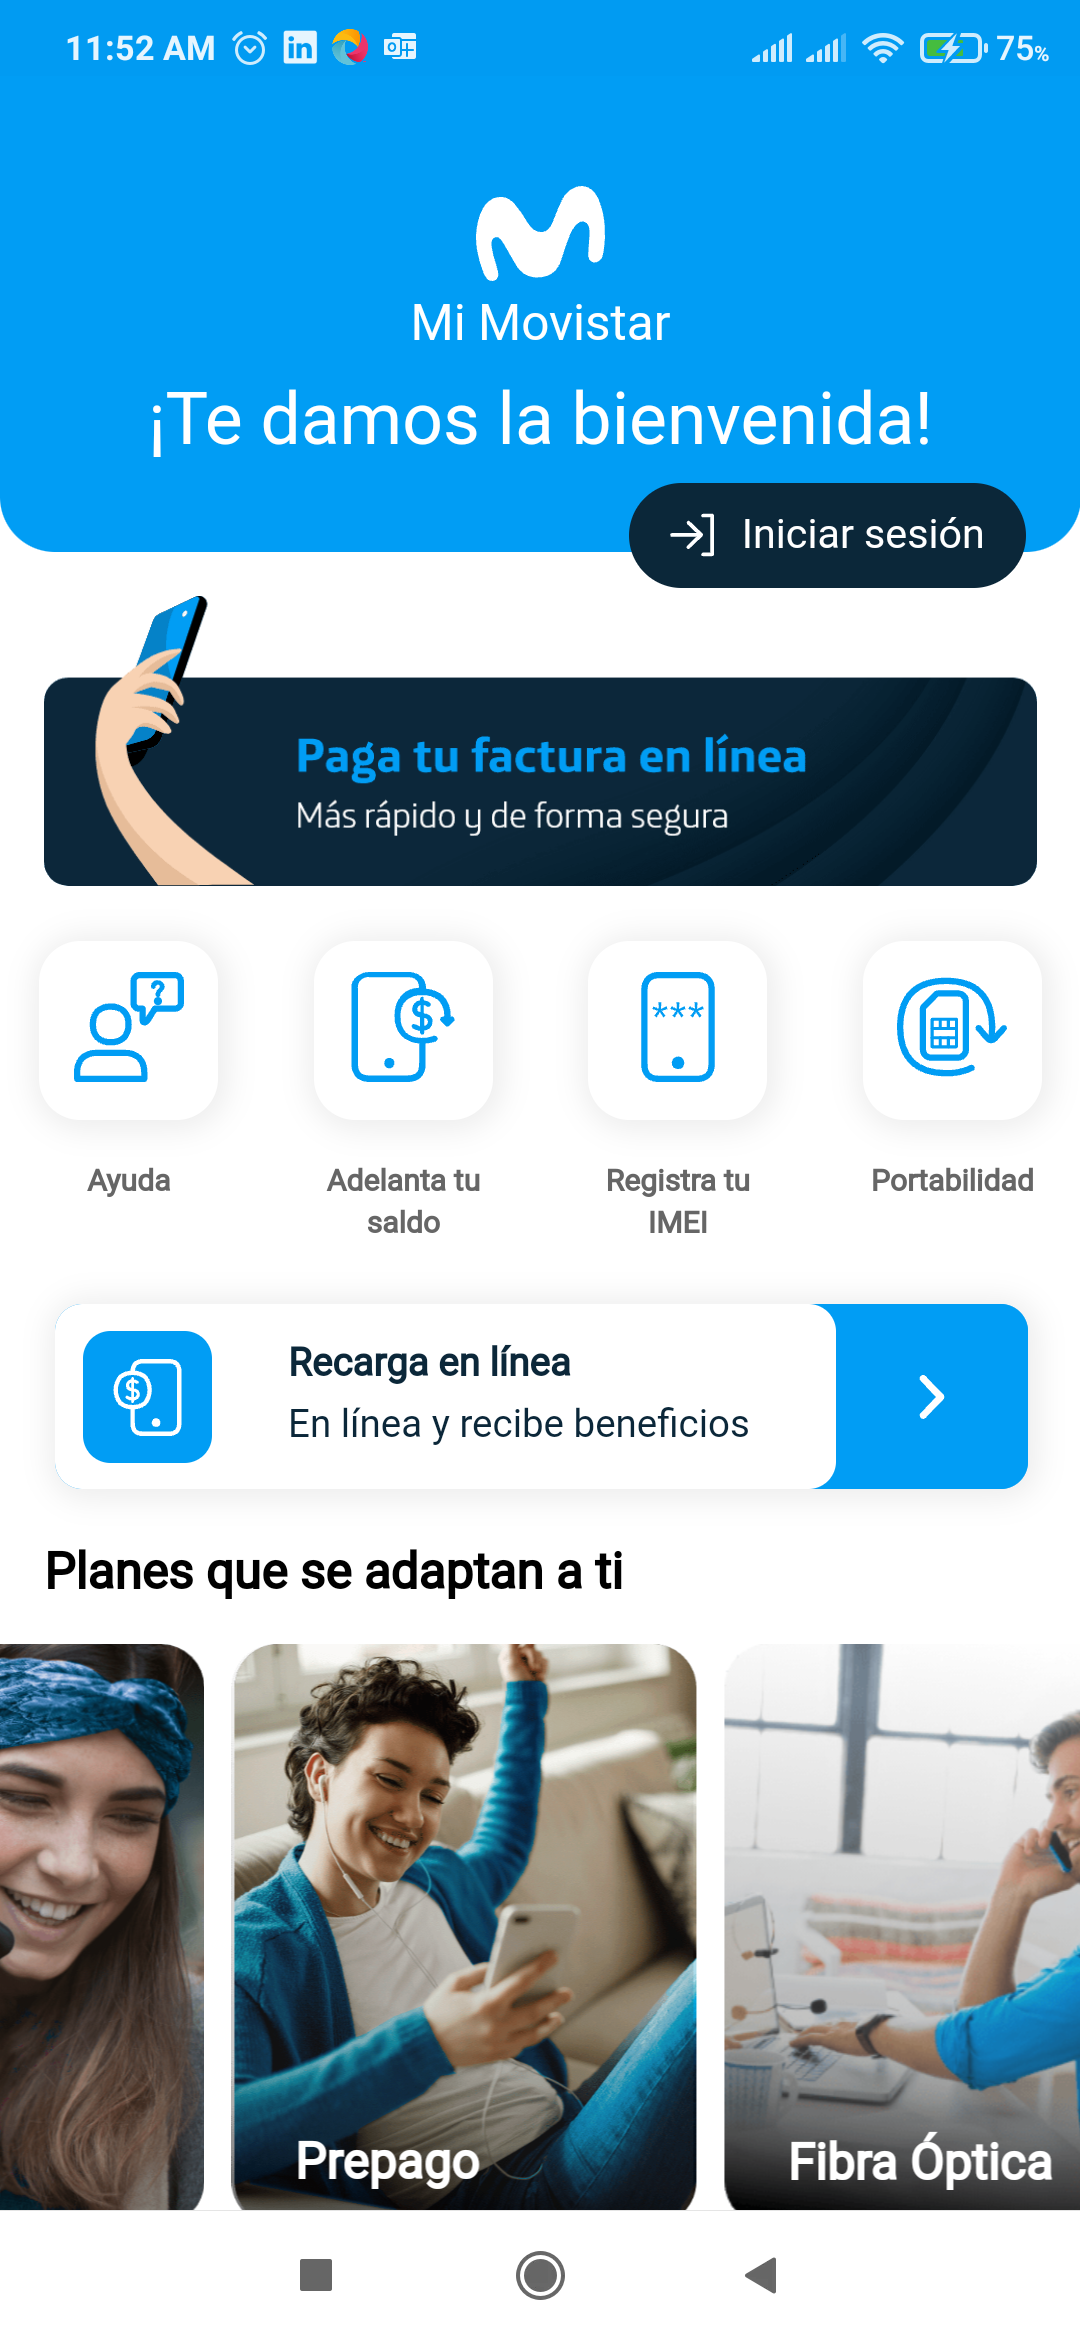 11:52 AM
75%
Mi Movistar
¡Te damos la bienvenida!
Iniciar sesión
Paga tu factura en línea
Más rápido y de forma segura
Ayuda
Adelanta tu
saldo
Registra tu
IMEI
Portabilidad
Recarga en línea
En línea y recibe beneficios
Planes que se adaptan a ti
Prepago
Fibra Óptica